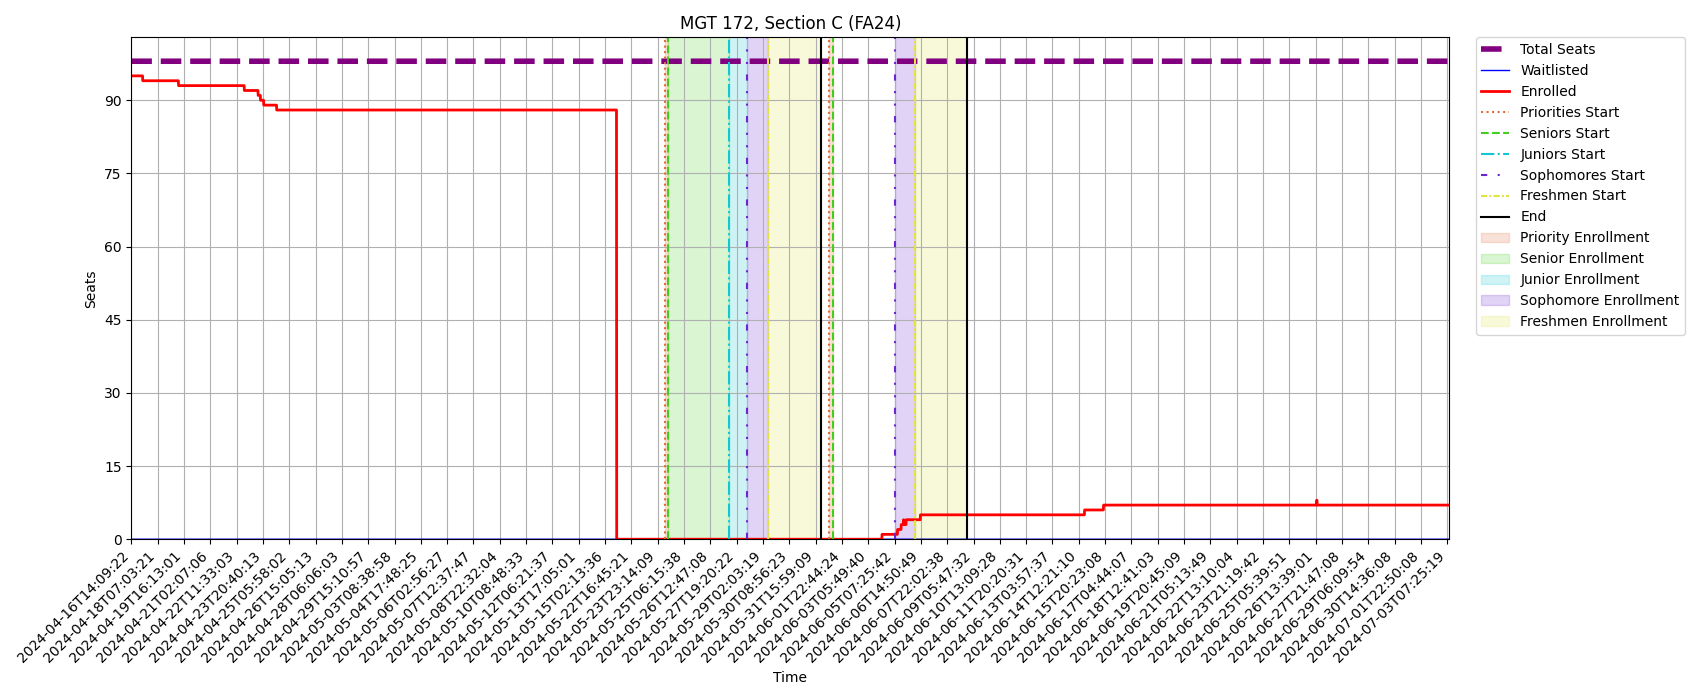 MGT 172, Section C (FA24)
Total Seats
Waitlisted
Enrolled
Priorities Start
Seniors Start
Juniors Start
Sophomores Start
Freshmen Start
End
Priority Enrollment
Senior Enrollment
Junior Enrollment
Sophomore Enrollment
Freshmen Enrollment
Seats
90
75
60
45
30
15
0
2024-04-16T14:09:22
2024-04-18T07:03:21
2024-04-19T16:13:01
2024-04-21T02:07:06
2024-04-22T11:33:03
2024-04-23T20:40:13
2024-04-25T05:58:02
2024-04-26T15:05:13
2024-04-28T06:06:03
2024-04-29T15:10:57
2024-05-03T08:38:58
2024-05-04T17:48:25
2024-05-06T02:56:27
2024-05-07T12:37:47
2024-05-08T22:32:04
2024-05-10T08:48:33
2024-05-12T06:21:37
2024-05-13T17:05:01
2024-05-15T02:13:36
2024-05-22T16:45:21
2024-05-23T23:14:09
2024-05-25T06:15:38
2024-05-26T12:47:08
2024-05-27T19:20:22
2024-05-29T02:03:19
2024-05-30T08:56:23
2024-05-31T15:59:09
2024-06-01T22:44:24
2024-06-03T05:49:40
2024-06-05T07:25:42
2024-06-06T14:50:49
2024-06-07T22:02:38
2024-06-09T05:47:32
2024-06-10T13:09:28
2024-06-11T20:20:31
2024-06-13T03:57:37
2024-06-14T12:21:10
2024-06-15T20:23:08
2024-06-17T04:44:07
2024-06-18T12:41:03
2024-06-19T20:45:09
2024-06-21T05:13:49
2024-06-22T13:10:04
2024-06-23T21:19:42
2024-06-25T05:39:51
2024-06-26T13:39:01
2024-06-27T21:47:08
2024-06-29T06:09:54
2024-06-30T14:36:08
2024-07-01T22:50:08
2024-07-03T07:25:19
Time